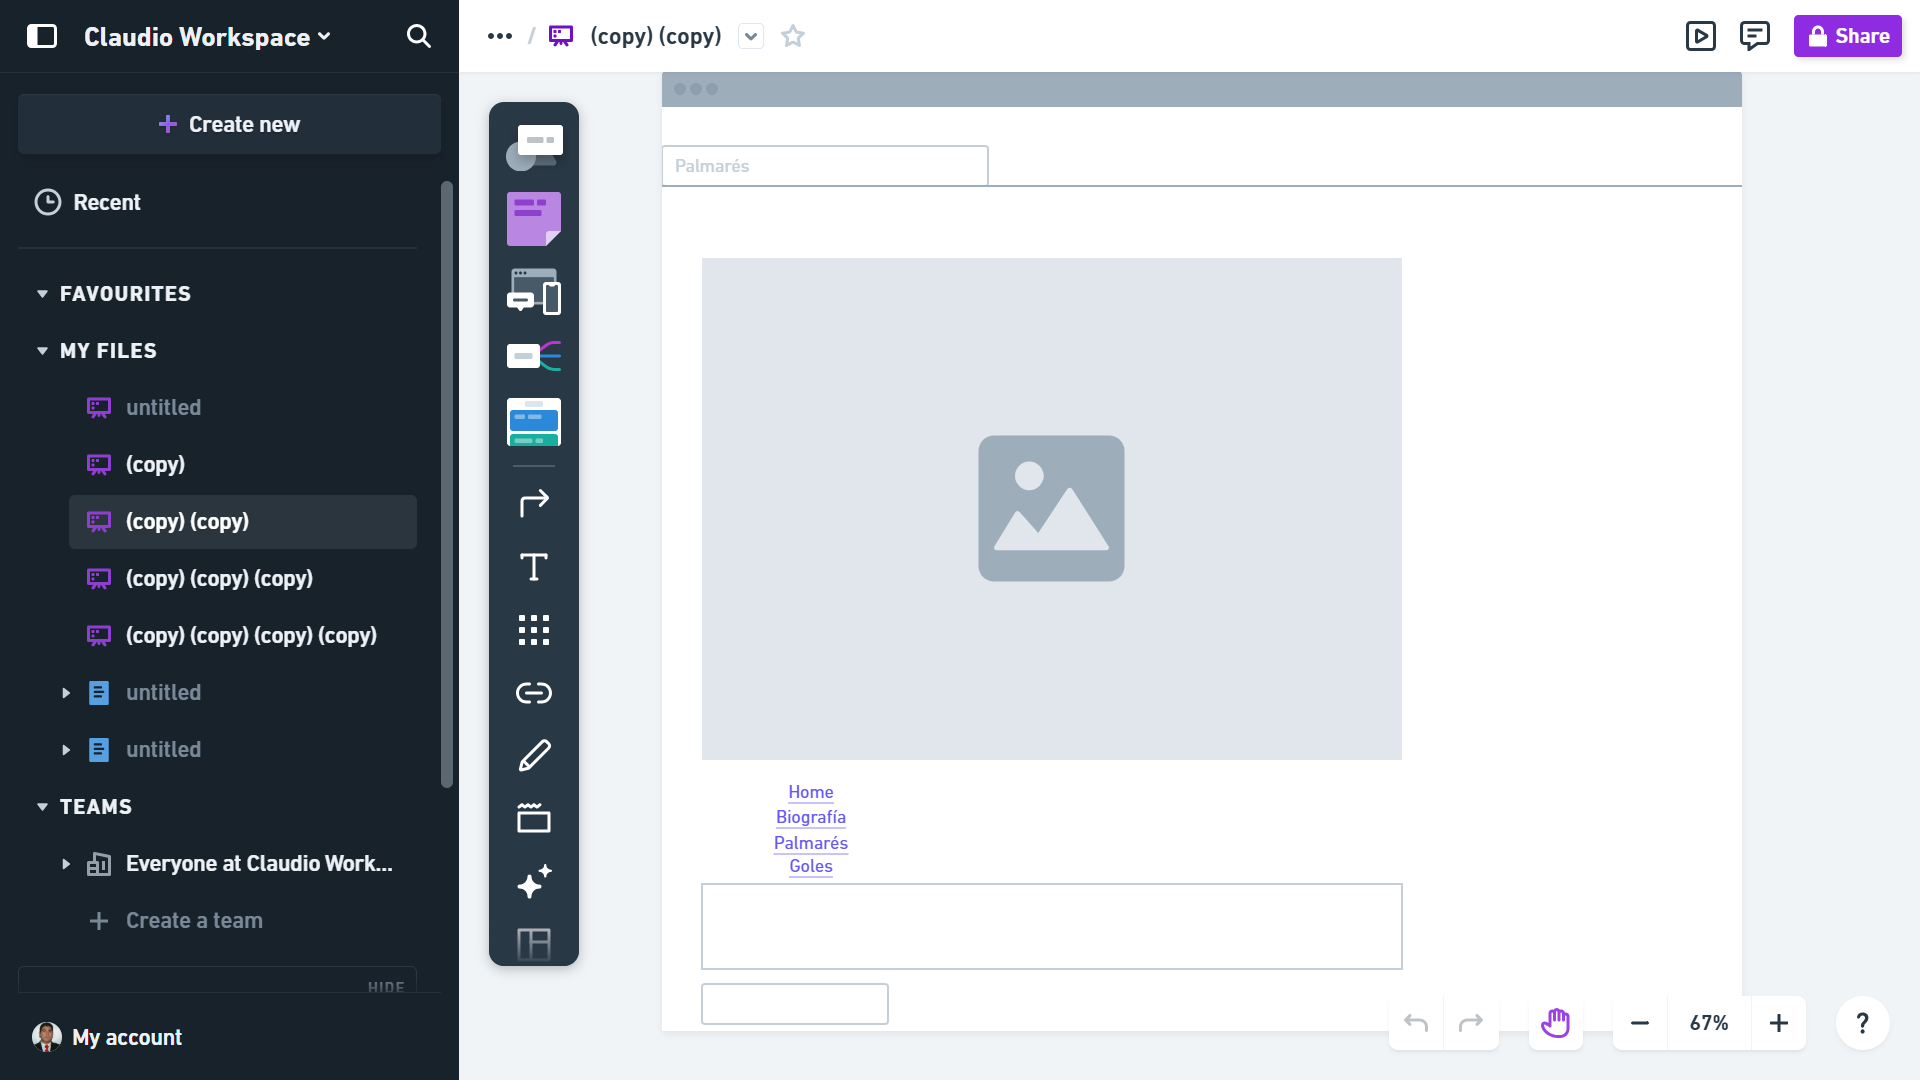 Claudio Workspace
Create new
Recent
FAVOURITES
MY FILES
untitled
(copy)
(copy) (copy)
(copy) (copy) (copy)
(copy) (copy) (copy) (copy)
untitled
untitled
TEAMS
Everyone at Claudio Work...
Create a team
HIDE
My account
/
(copy) (copy)
Share
Palmarés
Home
Biografía
Palmarés
Goles
67%
?